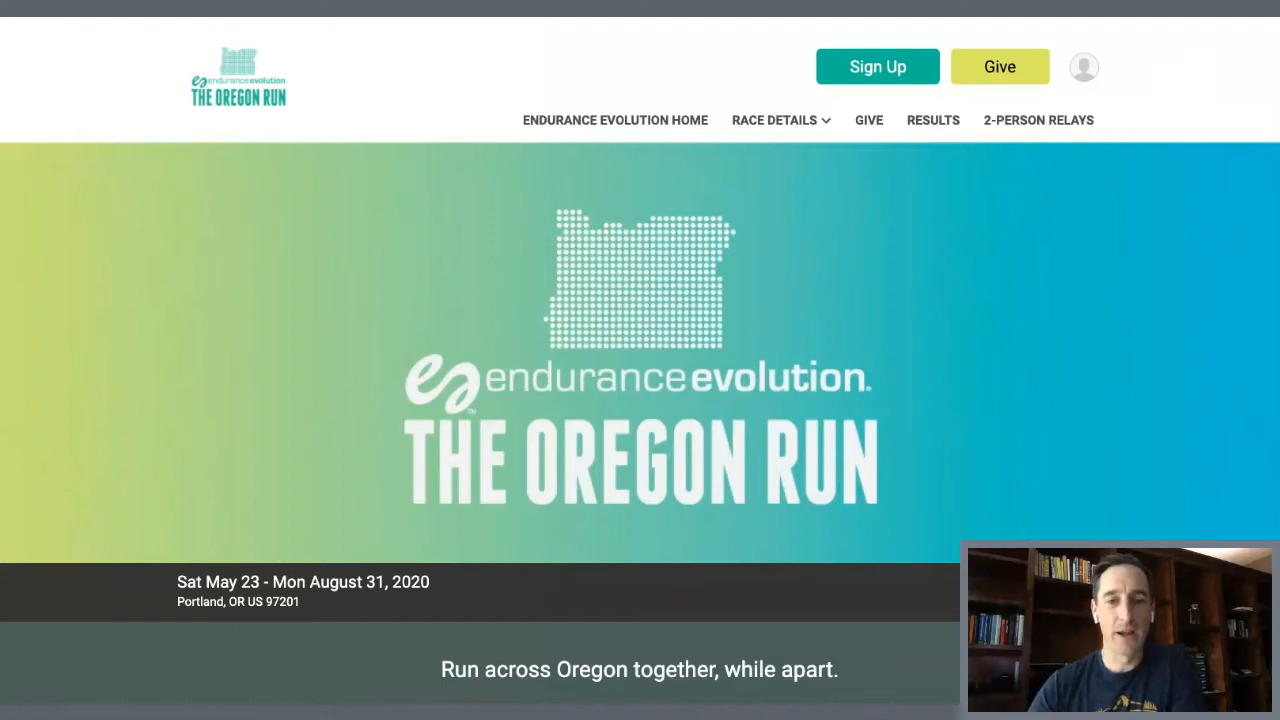 endurance evolution.
THE OREGON RUN
Sign Up
Give
ENDURANCE EVOLUTION HOME
RACE DETAILS
GIVE
RESULTS
2-PERSON RELAYS
endurance evolution.
TM
THE OREGON RUN
Sat May 23 - Mon August 31, 2020
Portland, OR US 97201
Run across Oregon together, while apart.